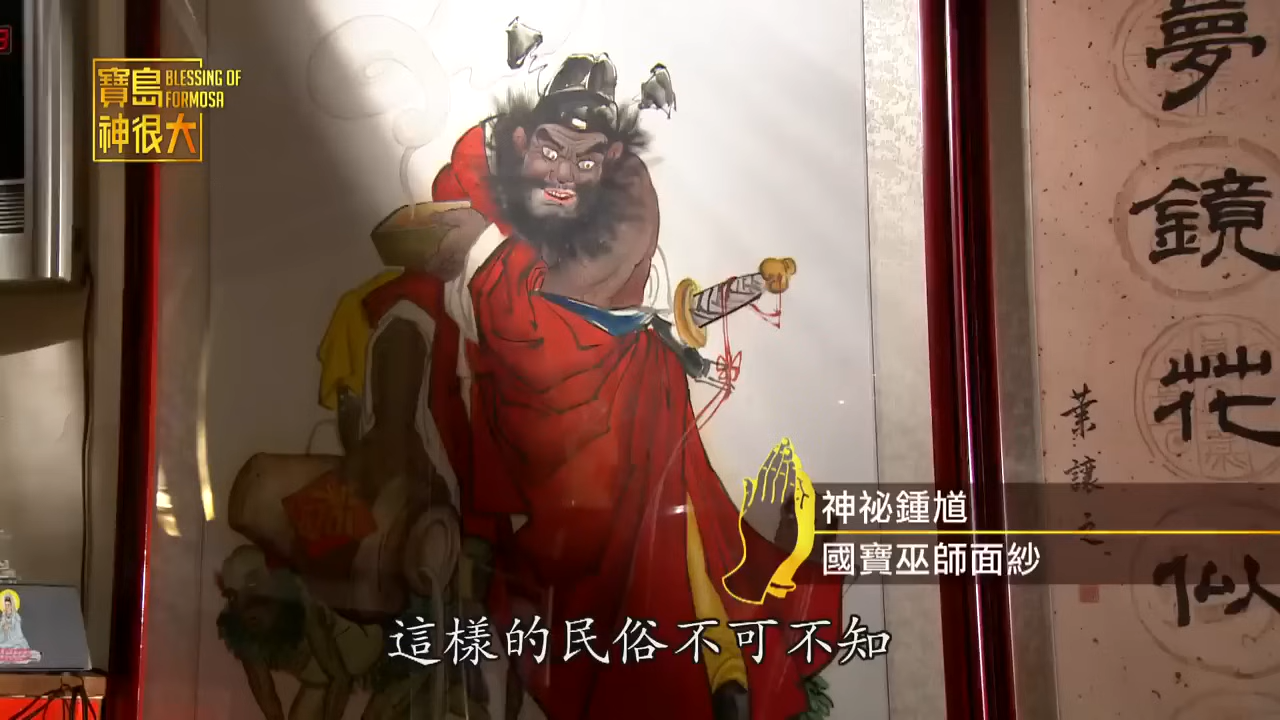 寶島
神很大
BLESSING OF
FORMOSA
夢
鏡
花
似
葉讓之
神祕鍾馗
國寶巫師面紗
這樣的民俗不可不知